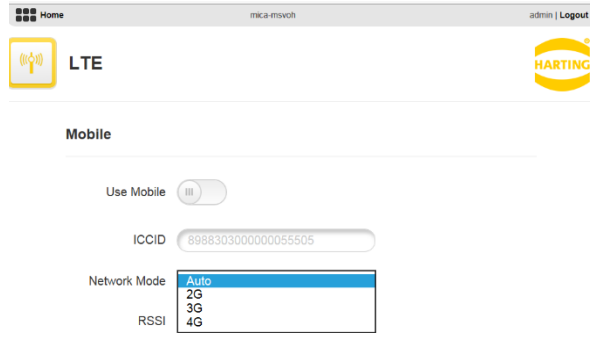 Home mica-msvoh admin | Logout
LTE
HARTING
Mobile
Use Mobile
ICCID 8988303000000055505
Network Mode Auto
2G
3G
RSSI 4G